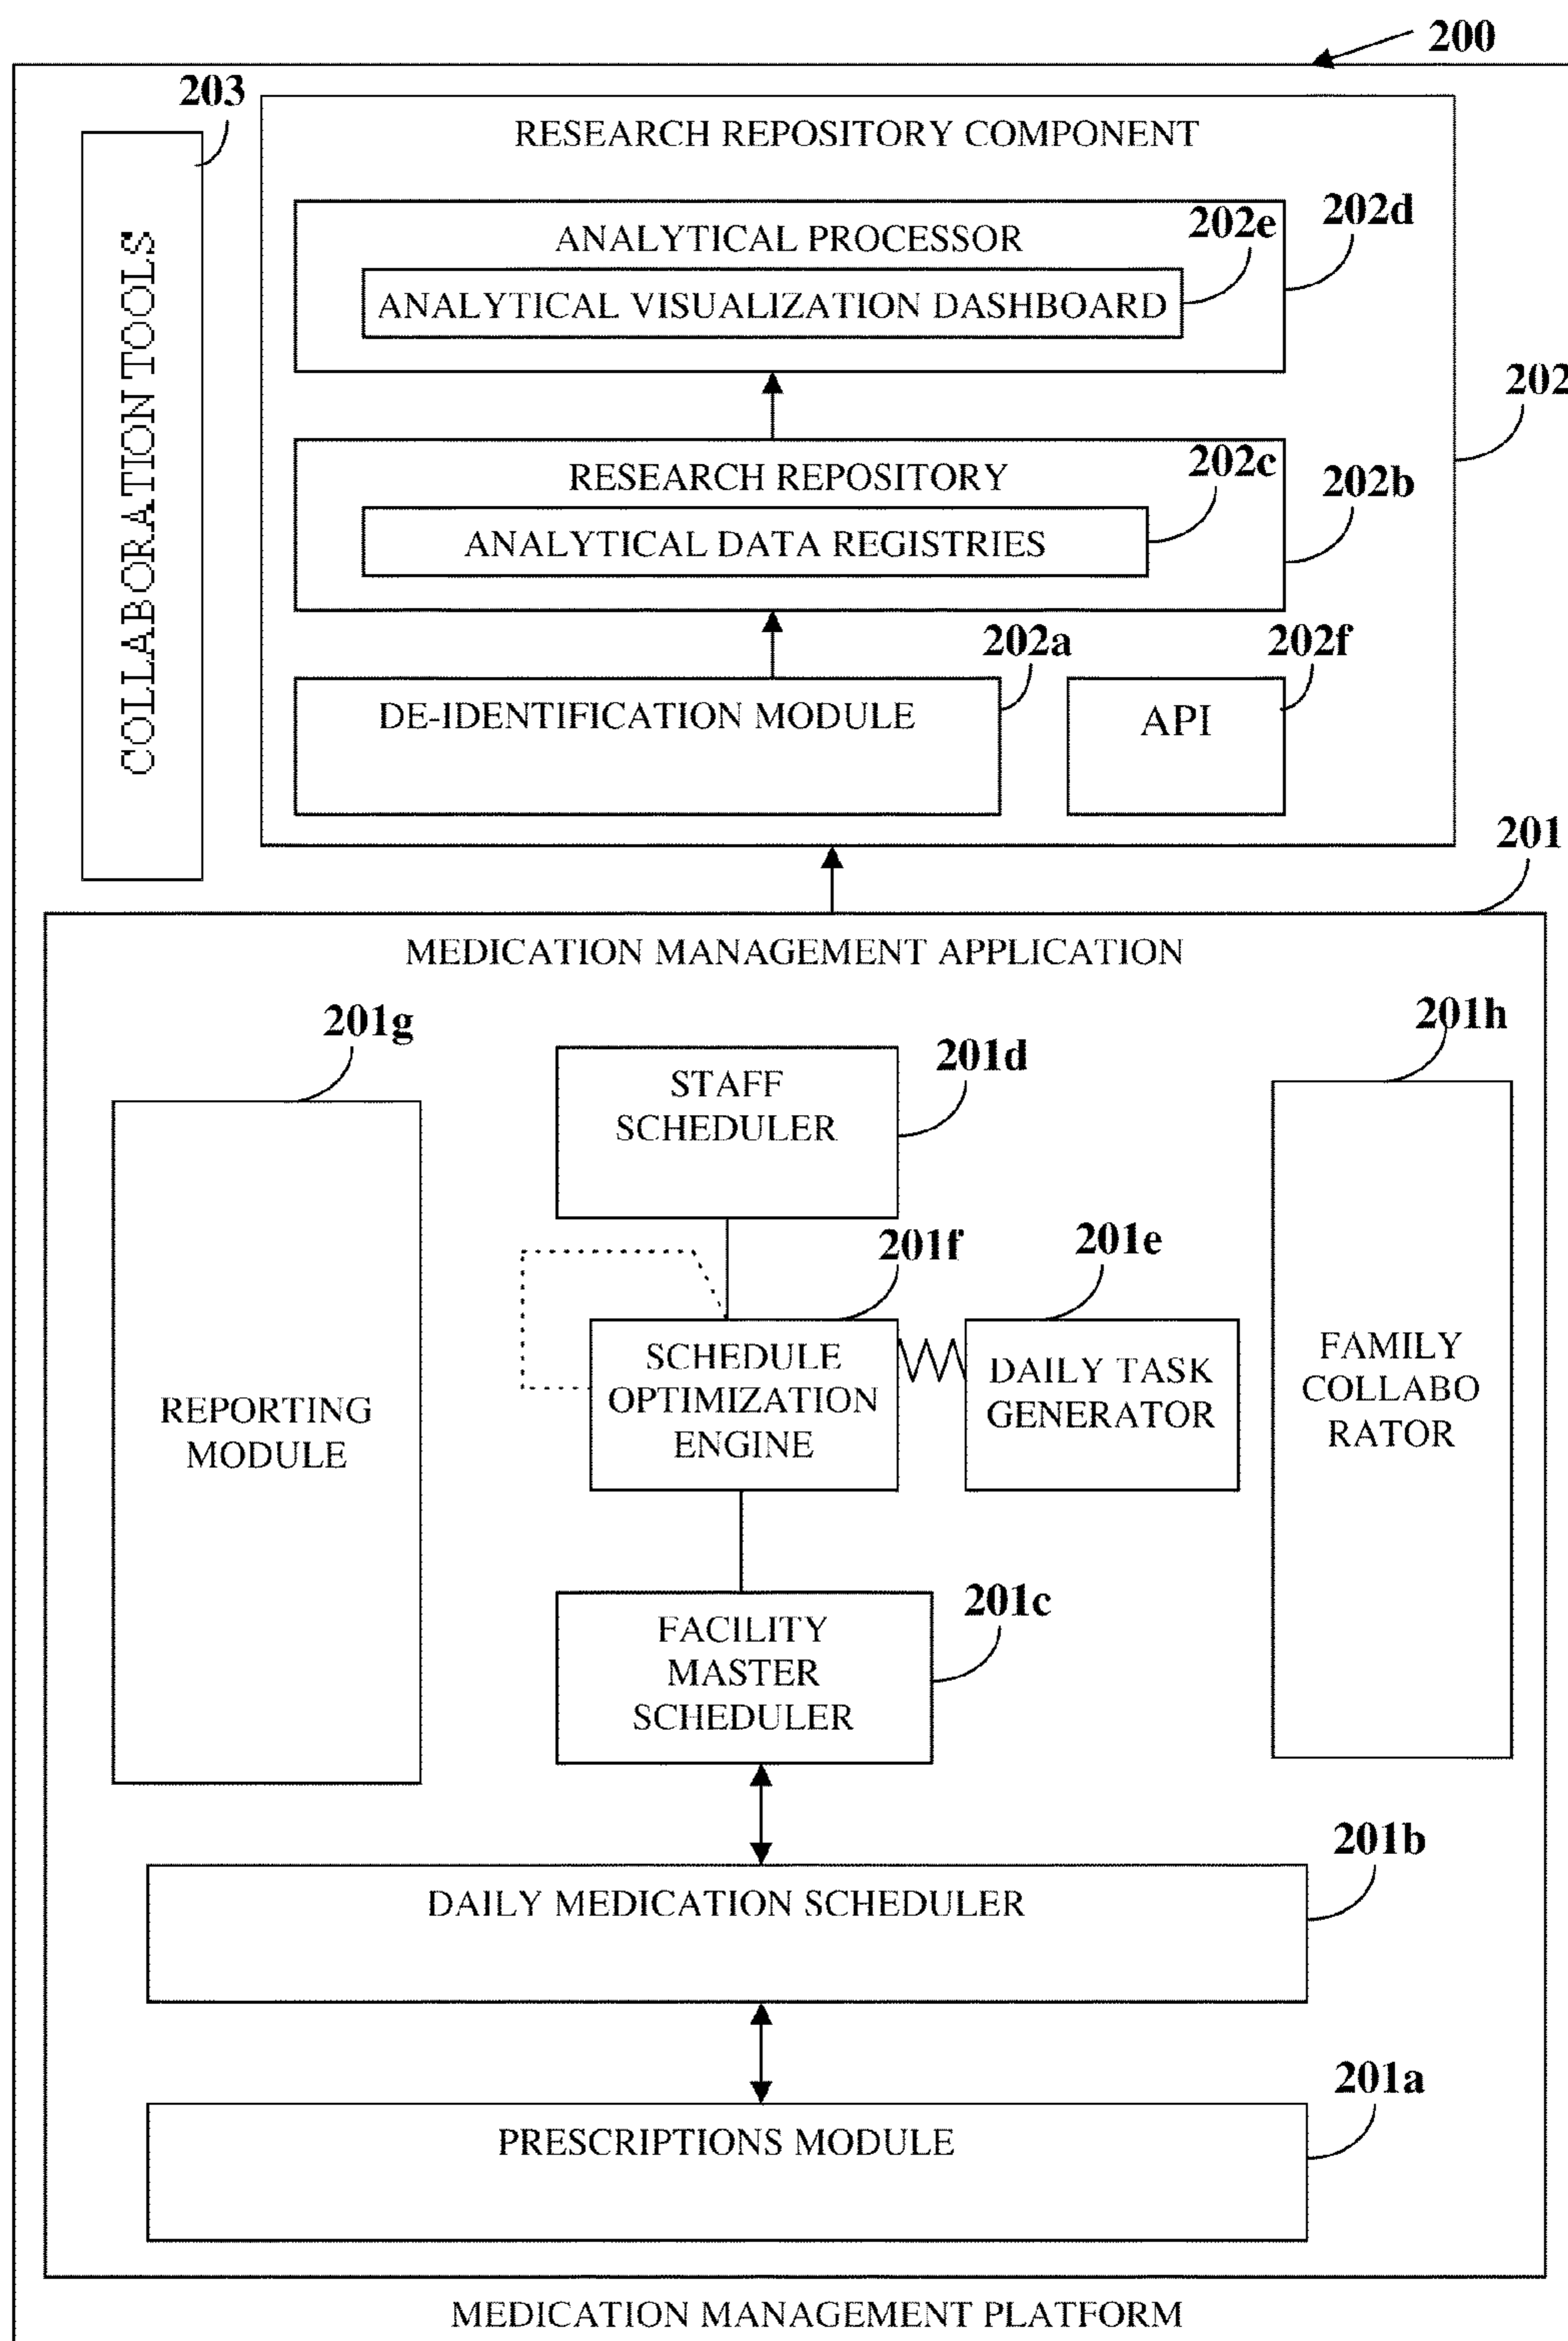 200
203
RESEARCH REPOSITORY COMPONENT
COLLABORATION TOOLS
ANALYTICAL PROCESSOR
202e
202d
ANALYTICAL VISUALIZATION DASHBOARD
202
RESEARCH REPOSITORY
202c
202b
ANALYTICAL DATA REGISTRIES
202a
202f
DE-IDENTIFICATION MODULE
API
201
MEDICATION MANAGEMENT APPLICATION
201g
201h
STAFF
SCHEDULER
201d
201f
201e
SCHEDULE
OPTIMIZATION
ENGINE
DAILY TASK
GENERATOR
FAMILY
COLLABO
RATOR
REPORTING
MODULE
FACILITY
MASTER
SCHEDULER
201c
DAILY MEDICATION SCHEDULER
201b
PRESCRIPTIONS MODULE
201a
MEDICATION MANAGEMENT PLATFORM